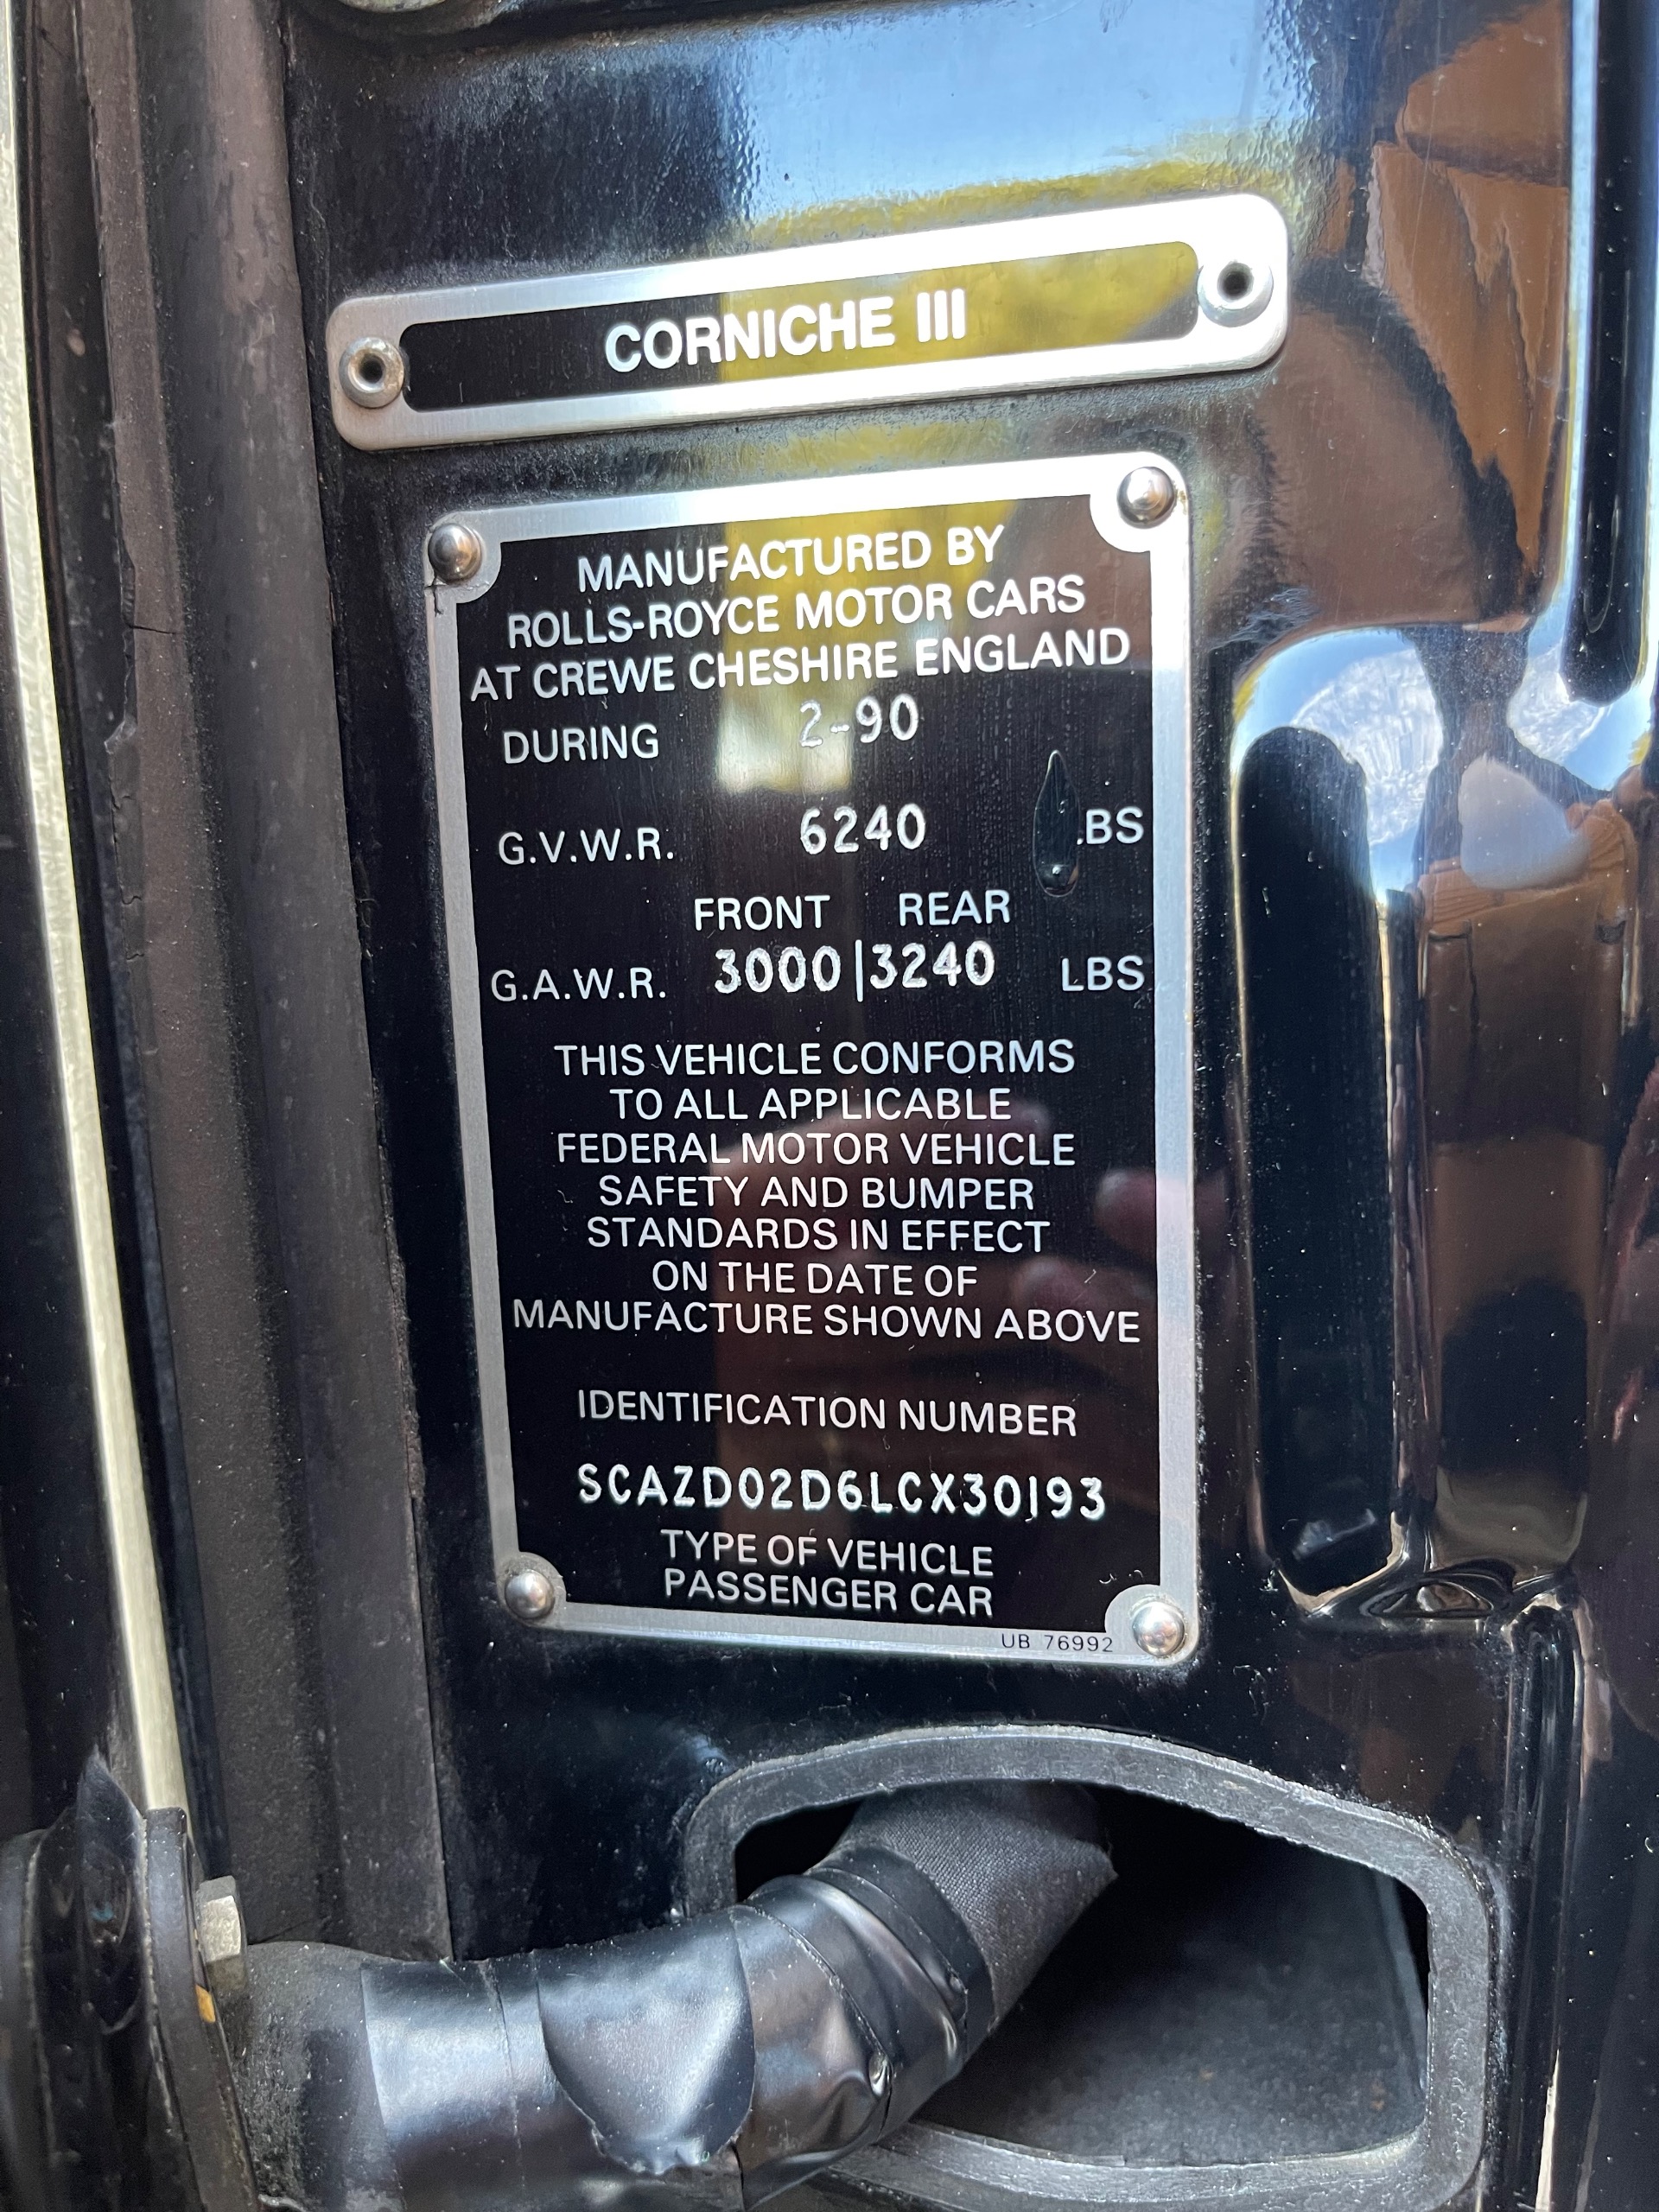 CORNICHE III
MANUFACTURED BY
ROLLS-ROYCE MOTOR CARS
AT CREWE CHESHIRE ENGLAND
DURING 2-90
G.V.W.R. 6240 LBS
FRONT REAR
G.A.W.R. 3000|3240 LBS
THIS VEHICLE CONFORMS
TO ALL APPLICABLE
FEDERAL MOTOR VEHICLE
SAFETY AND BUMPER
STANDARDS IN EFFECT
ON THE DATE OF
MANUFACTURE SHOWN ABOVE
IDENTIFICATION NUMBER
SCAZD02D6LCX30193
TYPE OF VEHICLE
PASSENGER CAR
UB 76992